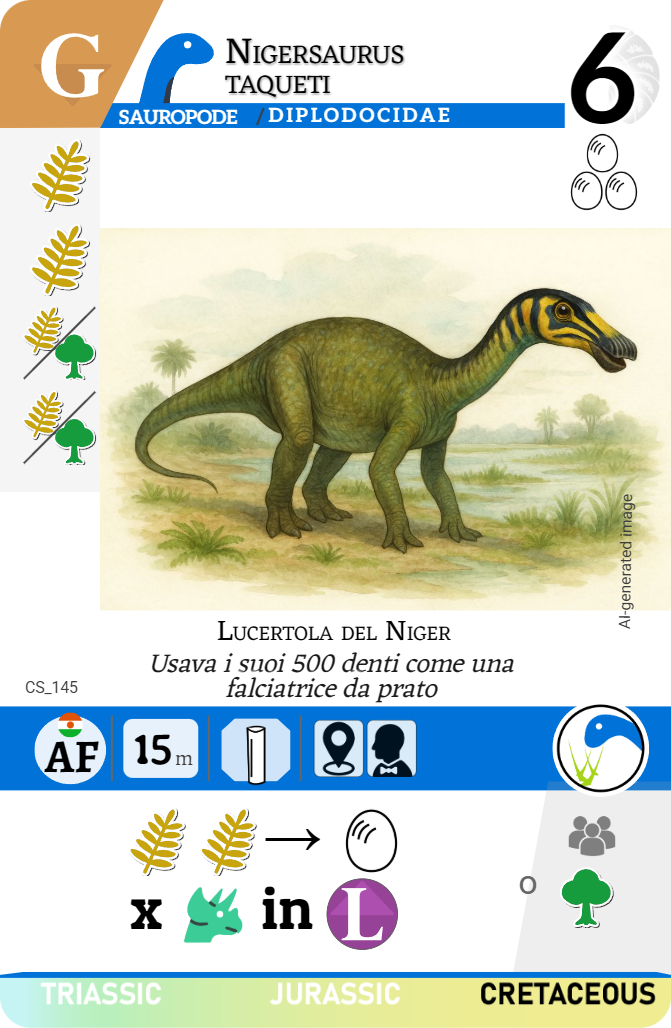 G
NIGERSAURUS
TAQUETI
6
SAUROPODE / DIPLODOCIDAE
AI-generated image
LUCERTOLA DEL NIGER
Usava i suoi 500 denti come una
falciatrice da prato
CS_145
AF
15 m
o
x in L
TRIASSIC JURASSIC CRETACEOUS